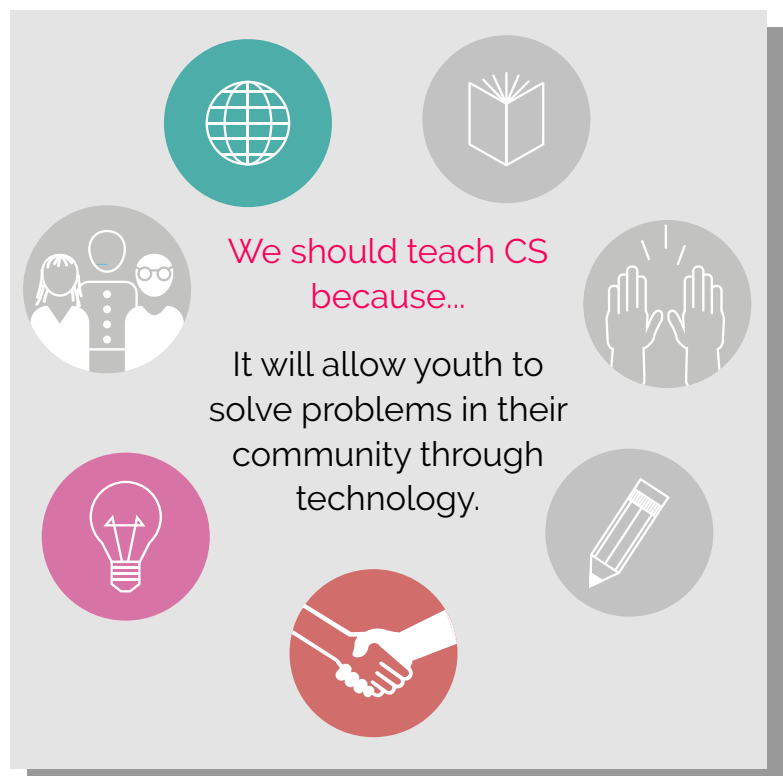 We should teach CS
because...
It will allow youth to
solve problems in their
community through
technology.